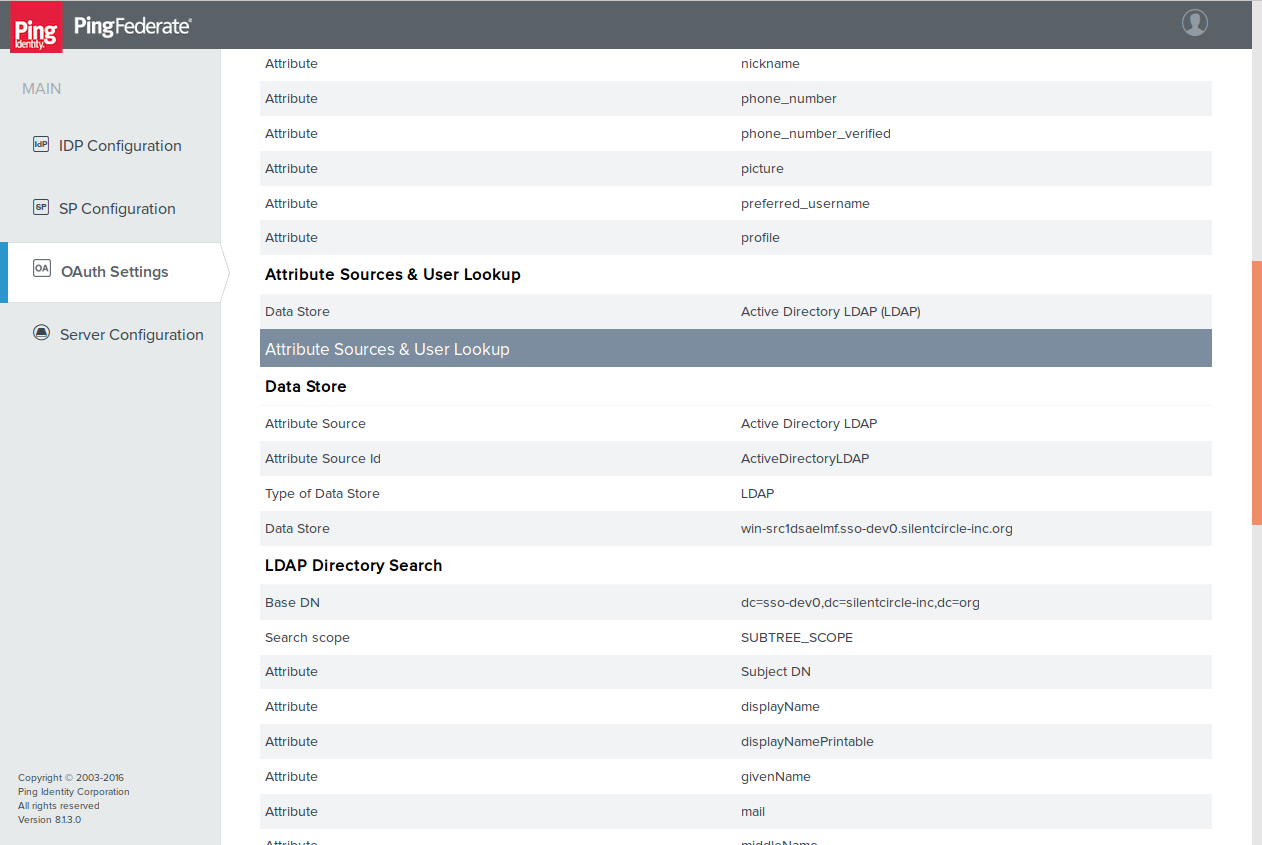 Ping
Identity.
PingFederate®
MAIN
IdP IDP Configuration
SP SP Configuration
OA OAuth Settings
Server Configuration
Copyright © 2003-2016
Ping Identity Corporation
All rights reserved
Version 8.1.3.0
Attribute nickname
Attribute phone_number
Attribute phone_number_verified
Attribute picture
Attribute preferred_username
Attribute profile
Attribute Sources & User Lookup
Data Store Active Directory LDAP (LDAP)
Attribute Sources & User Lookup
Data Store
Attribute Source Active Directory LDAP
Attribute Source Id ActiveDirectoryLDAP
Type of Data Store LDAP
Data Store win-src1dsaelmf.sso-dev0.silentcircle-inc.org
LDAP Directory Search
Base DN dc=sso-dev0,dc=silentcircle-inc,dc=org
Search scope SUBTREE_SCOPE
Attribute Subject DN
Attribute displayName
Attribute displayNamePrintable
Attribute givenName
Attribute mail
Attribute middleName